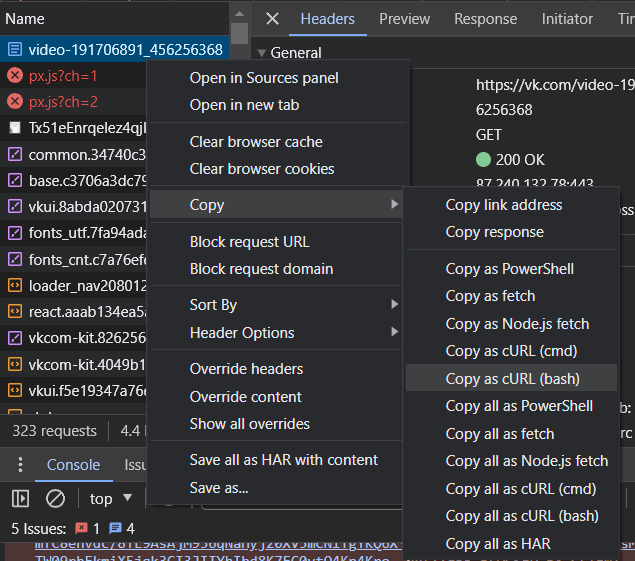 Name
Headers
Preview
Response
Initiator
video-191706891_456256368
General
px.js?ch=1
px.js?ch=2
common.34740c3
base.c3706a3dc79
vkui.8abda020731
fonts_utf.7fa94ada
fonts_cnt.c7a76efe
loader_nav208012
react.aaab134ea5a
vkcom-kit.826256
vkcom-kit.4049b1
vkui.f5e19347a76
323 requests
4.4
Open in Sources panel
Open in new tab
Clear browser cache
Clear browser cookies
Copy
Block request URL
Block request domain
Sort By
Header Options
Override headers
Override content
Show all overrides
Save all as HAR with content
Save as...
https://vk.com/video-19
6256368
GET
200 OK
87.240.132.78:443
Copy link address
Copy response
Copy as PowerShell
Copy as fetch
Copy as Node.js fetch
Copy as cURL (cmd)
Copy as cURL (bash)
Copy all as PowerShell
Copy all as fetch
Copy all as Node.js fetch
Copy all as cURL (cmd)
Copy all as cURL (bash)
Copy all as HAR
Console
top
5 Issues:
1
4